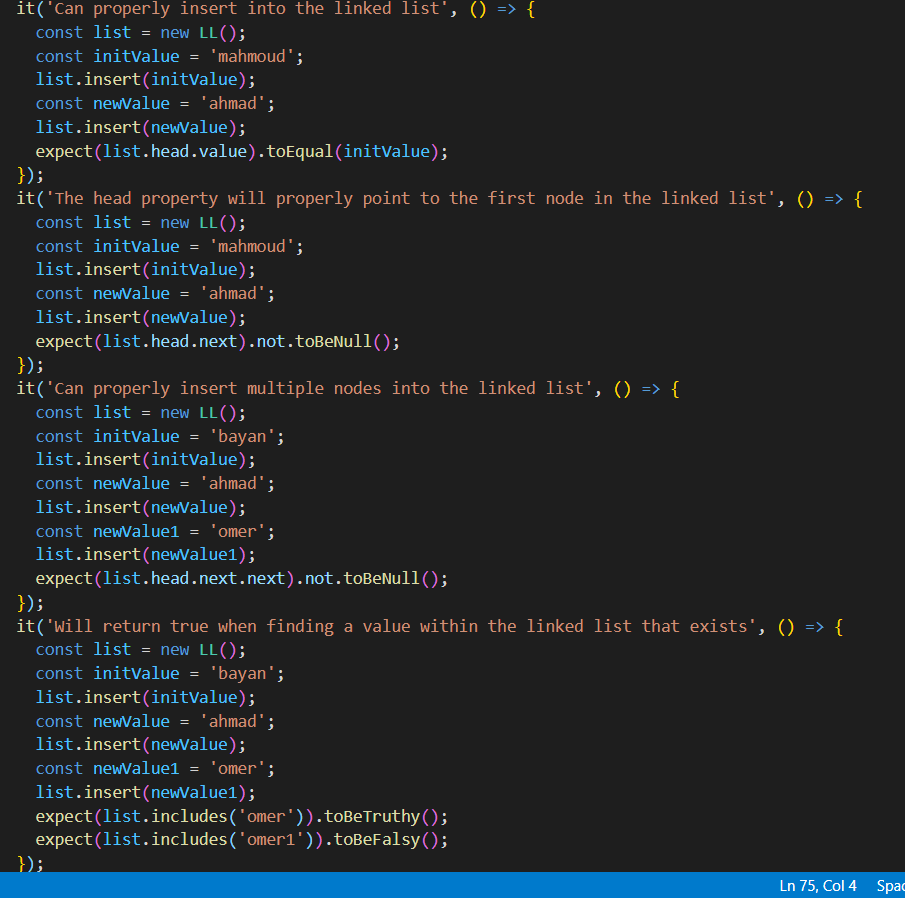 it('Can properly insert into the linked list', () => {
const list = new LL();
const initValue = 'mahmoud';
list.insert(initValue);
const newValue = 'ahmad';
list.insert(newValue);
expect(list.head.value).toEqual(initValue);
});
it('The head property will properly point to the first node in the linked list', () => {
const list = new LL();
const initValue = 'mahmoud';
list.insert(initValue);
const newValue = 'ahmad';
list.insert(newValue);
expect(list.head.next).not.toBeNull();
});
it('Can properly insert multiple nodes into the linked list', () => {
const list = new LL();
const initValue = 'bayan';
list.insert(initValue);
const newValue = 'ahmad';
list.insert(newValue);
const newValue1 = 'omer';
list.insert(newValue1);
expect(list.head.next.next).not.toBeNull();
});
it('Will return true when finding a value within the linked list that exists', () => {
const list = new LL();
const initValue = 'bayan';
list.insert(initValue);
const newValue = 'ahmad';
list.insert(newValue);
const newValue1 = 'omer';
list.insert(newValue1);
expect(list.includes('omer')).toBeTruthy();
expect(list.includes('omer1')).toBeFalsy();
});
Ln 75, Col 4 Spac